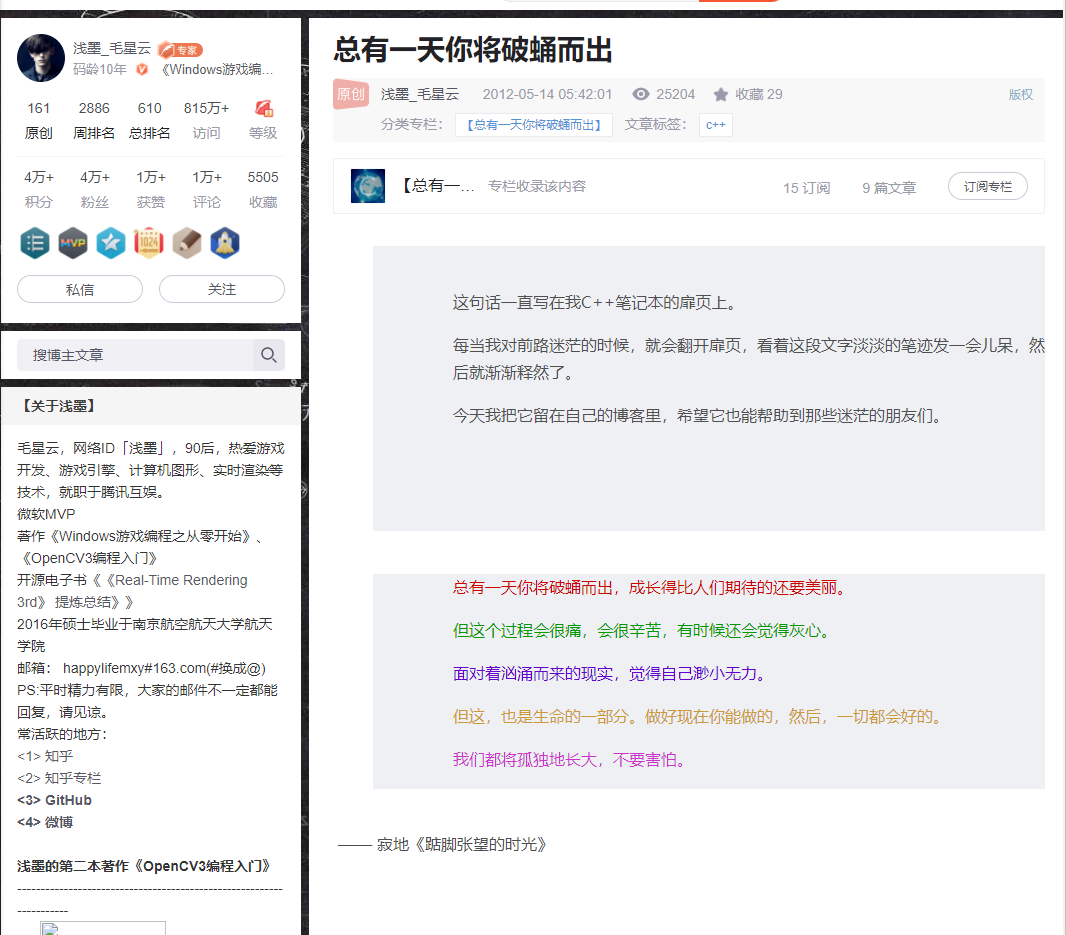 浅墨_毛星云 专家
码龄10年 《Windows游戏编...
161 2886 610 815万+
原创 周排名 总排名 访问 等级
4万+ 4万+ 1万+ 1万+ 5505
积分 粉丝 获赞 评论 收藏
MVP 1024
私信 关注
搜博主文章
【关于浅墨】
毛星云，网络ID「浅墨」，90后，热爱游戏
开发、游戏引擎、计算机图形、实时渲染等
技术，就职于腾讯互娱。
微软MVP
著作《Windows游戏编程之从零开始》、
《OpenCV3编程入门》
开源电子书《《Real-Time Rendering
3rd》 提炼总结》》
2016年硕士毕业于南京航空航天大学航天
学院
邮箱： happylifemxy#163.com(#换成@)
PS:平时精力有限，大家的邮件不一定都能
回复，请见谅。
常活跃的地方：
<1> 知乎
<2> 知乎专栏
<3> GitHub
<4> 微博
浅墨的第二本著作《OpenCV3编程入门》
---------------------------------------------------------
-----------
总有一天你将破蛹而出
原创 浅墨_毛星云 2012-05-14 05:42:01 25204 收藏 29 版权
分类专栏： 【总有一天你将破蛹而出】 文章标签： c++
【总有一... 专栏收录该内容 15 订阅 9 篇文章 订阅专栏
这句话一直写在我C++笔记本的扉页上。
每当我对前路迷茫的时候，就会翻开扉页，看着这段文字淡淡的笔迹发一会儿呆，然
后就渐渐释然了。
今天我把它留在自己的博客里，希望它也能帮助到那些迷茫的朋友们。
总有一天你将破蛹而出，成长得比人们期待的还要美丽。
但这个过程会很痛，会很辛苦，有时候还会觉得灰心。
面对着汹涌而来的现实，觉得自己渺小无力。
但这，也是生命的一部分。做好现在你能做的，然后，一切都会好的。
我们都将孤独地长大，不要害怕。
—— 寂地《踮脚张望的时光》